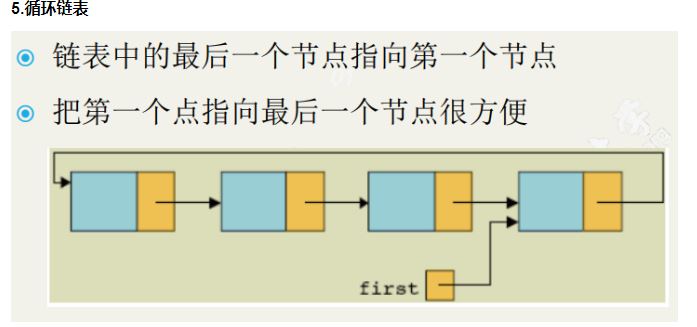 5.循环链表
链表中的最后一个节点指向第一个节点
把第一个点指向最后一个节点很方便
first